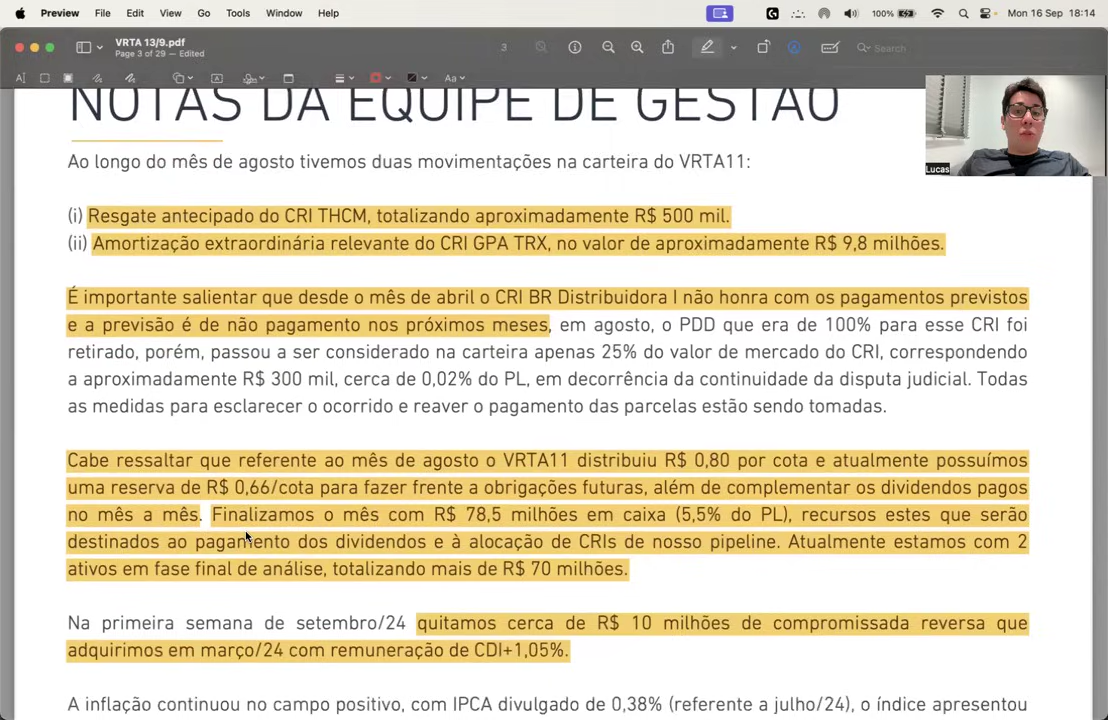 Preview File Edit View Go Tools Window Help 100% Mon 16 Sep 18:14
VRTA 13/9.pdf
Page 3 of 29 — Edited
3
Search
Aa
NOTAS DA EQUIPE DE GESTÃO
Lucas
Ao longo do mês de agosto tivemos duas movimentações na carteira do VRTA11:
(i) Resgate antecipado do CRI THCM, totalizando aproximadamente R$ 500 mil.
(ii) Amortização extraordinária relevante do CRI GPA TRX, no valor de aproximadamente R$ 9,8 milhões.
É importante salientar que desde o mês de abril o CRI BR Distribuidora I não honra com os pagamentos previstos
e a previsão é de não pagamento nos próximos meses, em agosto, o PDD que era de 100% para esse CRI foi
retirado, porém, passou a ser considerado na carteira apenas 25% do valor de mercado do CRI, correspondendo
a aproximadamente R$ 300 mil, cerca de 0,02% do PL, em decorrência da continuidade da disputa judicial. Todas
as medidas para esclarecer o ocorrido e reaver o pagamento das parcelas estão sendo tomadas.
Cabe ressaltar que referente ao mês de agosto o VRTA11 distribuiu R$ 0,80 por cota e atualmente possuímos
uma reserva de R$ 0,66/cota para fazer frente a obrigações futuras, além de complementar os dividendos pagos
no mês a mês. Finalizamos o mês com R$ 78,5 milhões em caixa (5,5% do PL), recursos estes que serão
destinados ao pagamento dos dividendos e à alocação de CRIs de nosso pipeline. Atualmente estamos com 2
ativos em fase final de análise, totalizando mais de R$ 70 milhões.
Na primeira semana de setembro/24 quitamos cerca de R$ 10 milhões de compromissada reversa que
adquirimos em março/24 com remuneração de CDI+1,05%.
A inflação continuou no campo positivo, com IPCA divulgado de 0,38% (referente a julho/24), o índice apresentou